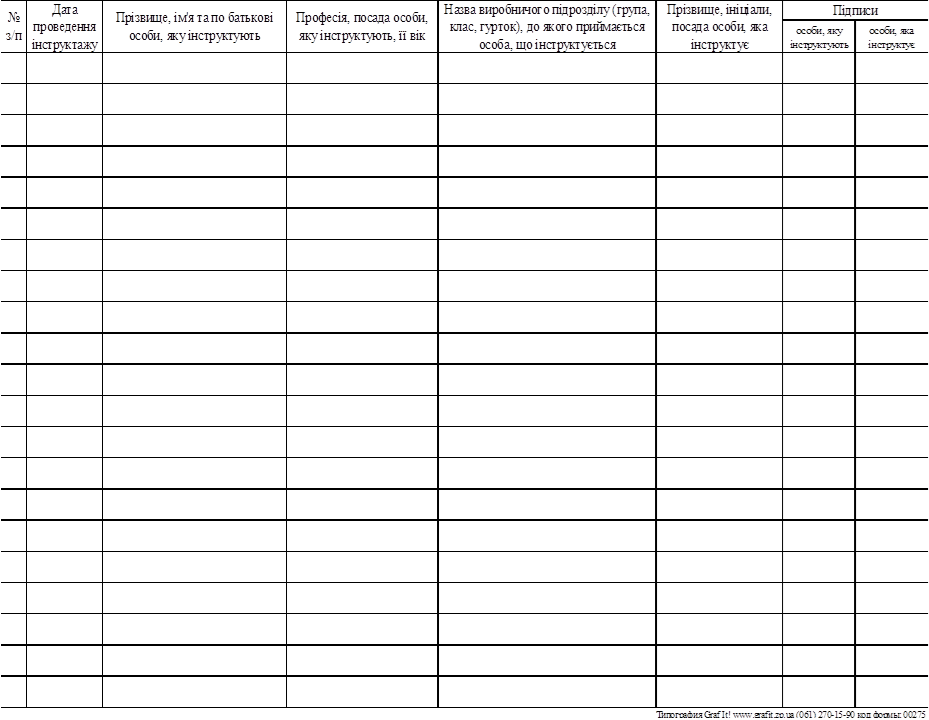 №
з/п
Дата
проведення
інструктажу
Прізвище, ім'я та по батькові
особи, яку інструктують
Професія, посада особи,
яку інструктують, її вік
Назва виробничого підрозділу (група,
клас, гурток), до якого приймається
особа, що інструктується
Прізвище, ініціали,
посада особи, яка
інструктує
Підписи
особи, яку
інструктують
особи, яка
інструктує
Типография Graf It! www.grafit.zp.ua (061) 270-15-90 код формы: 00275